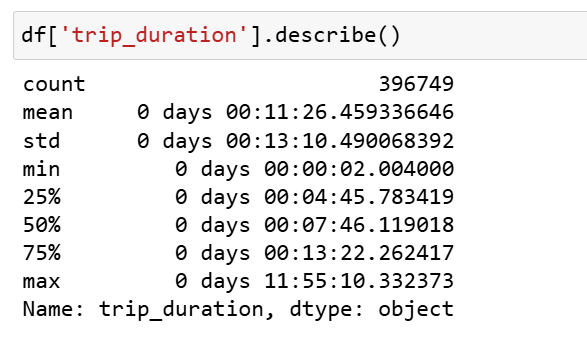 df['trip_duration'].describe()
count 396749
mean 0 days 00:11:26.459336646
std 0 days 00:13:10.490068392
min 0 days 00:00:02.004000
25% 0 days 00:04:45.783419
50% 0 days 00:07:46.119018
75% 0 days 00:13:22.262417
max 0 days 11:55:10.332373
Name: trip_duration, dtype: object